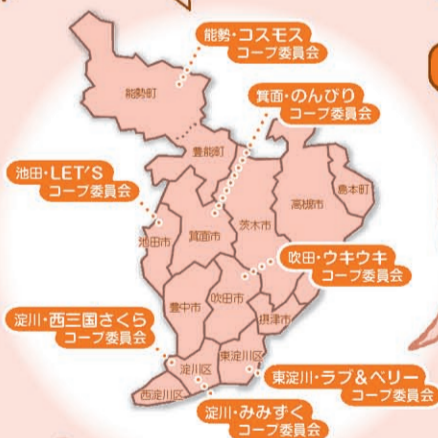 能勢・コスモス
コープ委員会
能勢町
箕面・のんびり
コープ委員会
豊能町
池田・LET'S
コープ委員会
島本町
高槻市
茨木市
池田市
箕面市
吹田・ウキウキ
コープ委員会
豊中市
吹田市
摂津市
淀川・西三国さくら
コープ委員会
淀川区
東淀川区
西淀川区
東淀川・ラブ&ベリー
コープ委員会
淀川・みみずく
コープ委員会